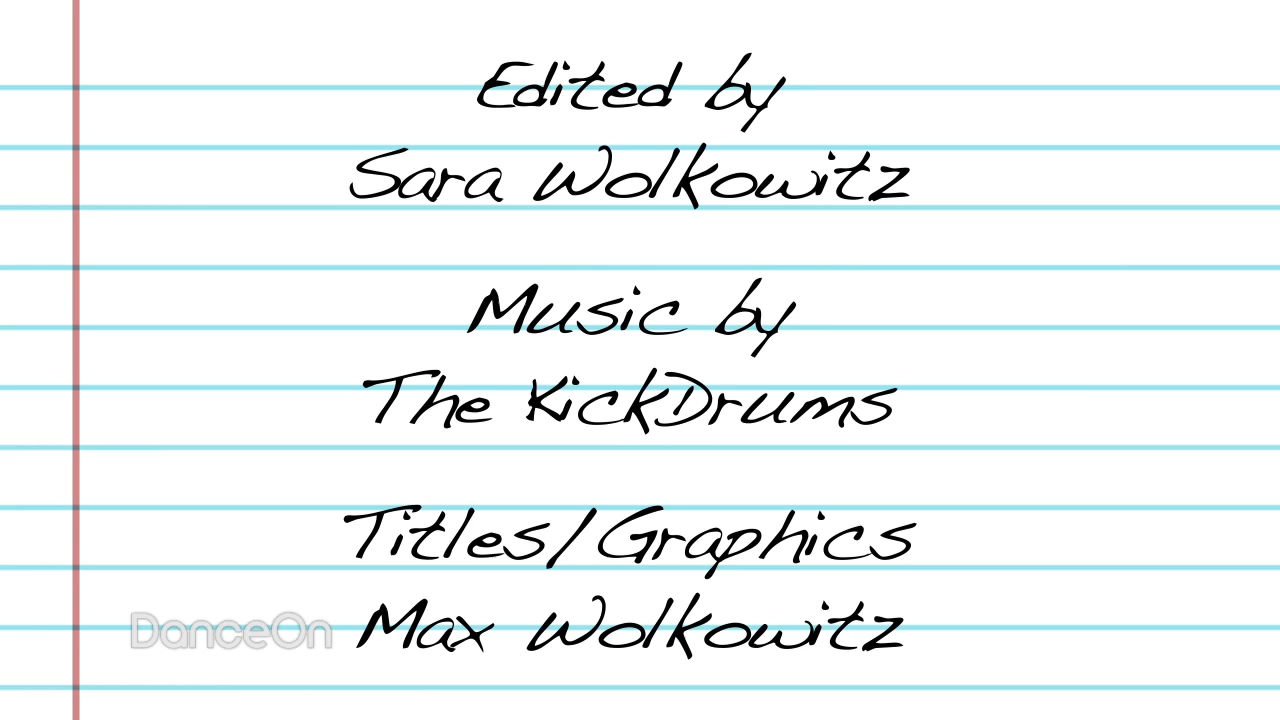 Edited by
Sara Wolkowitz
Music by
The KickDrums
Titles/Graphics
Max Wolkowitz
DanceOn